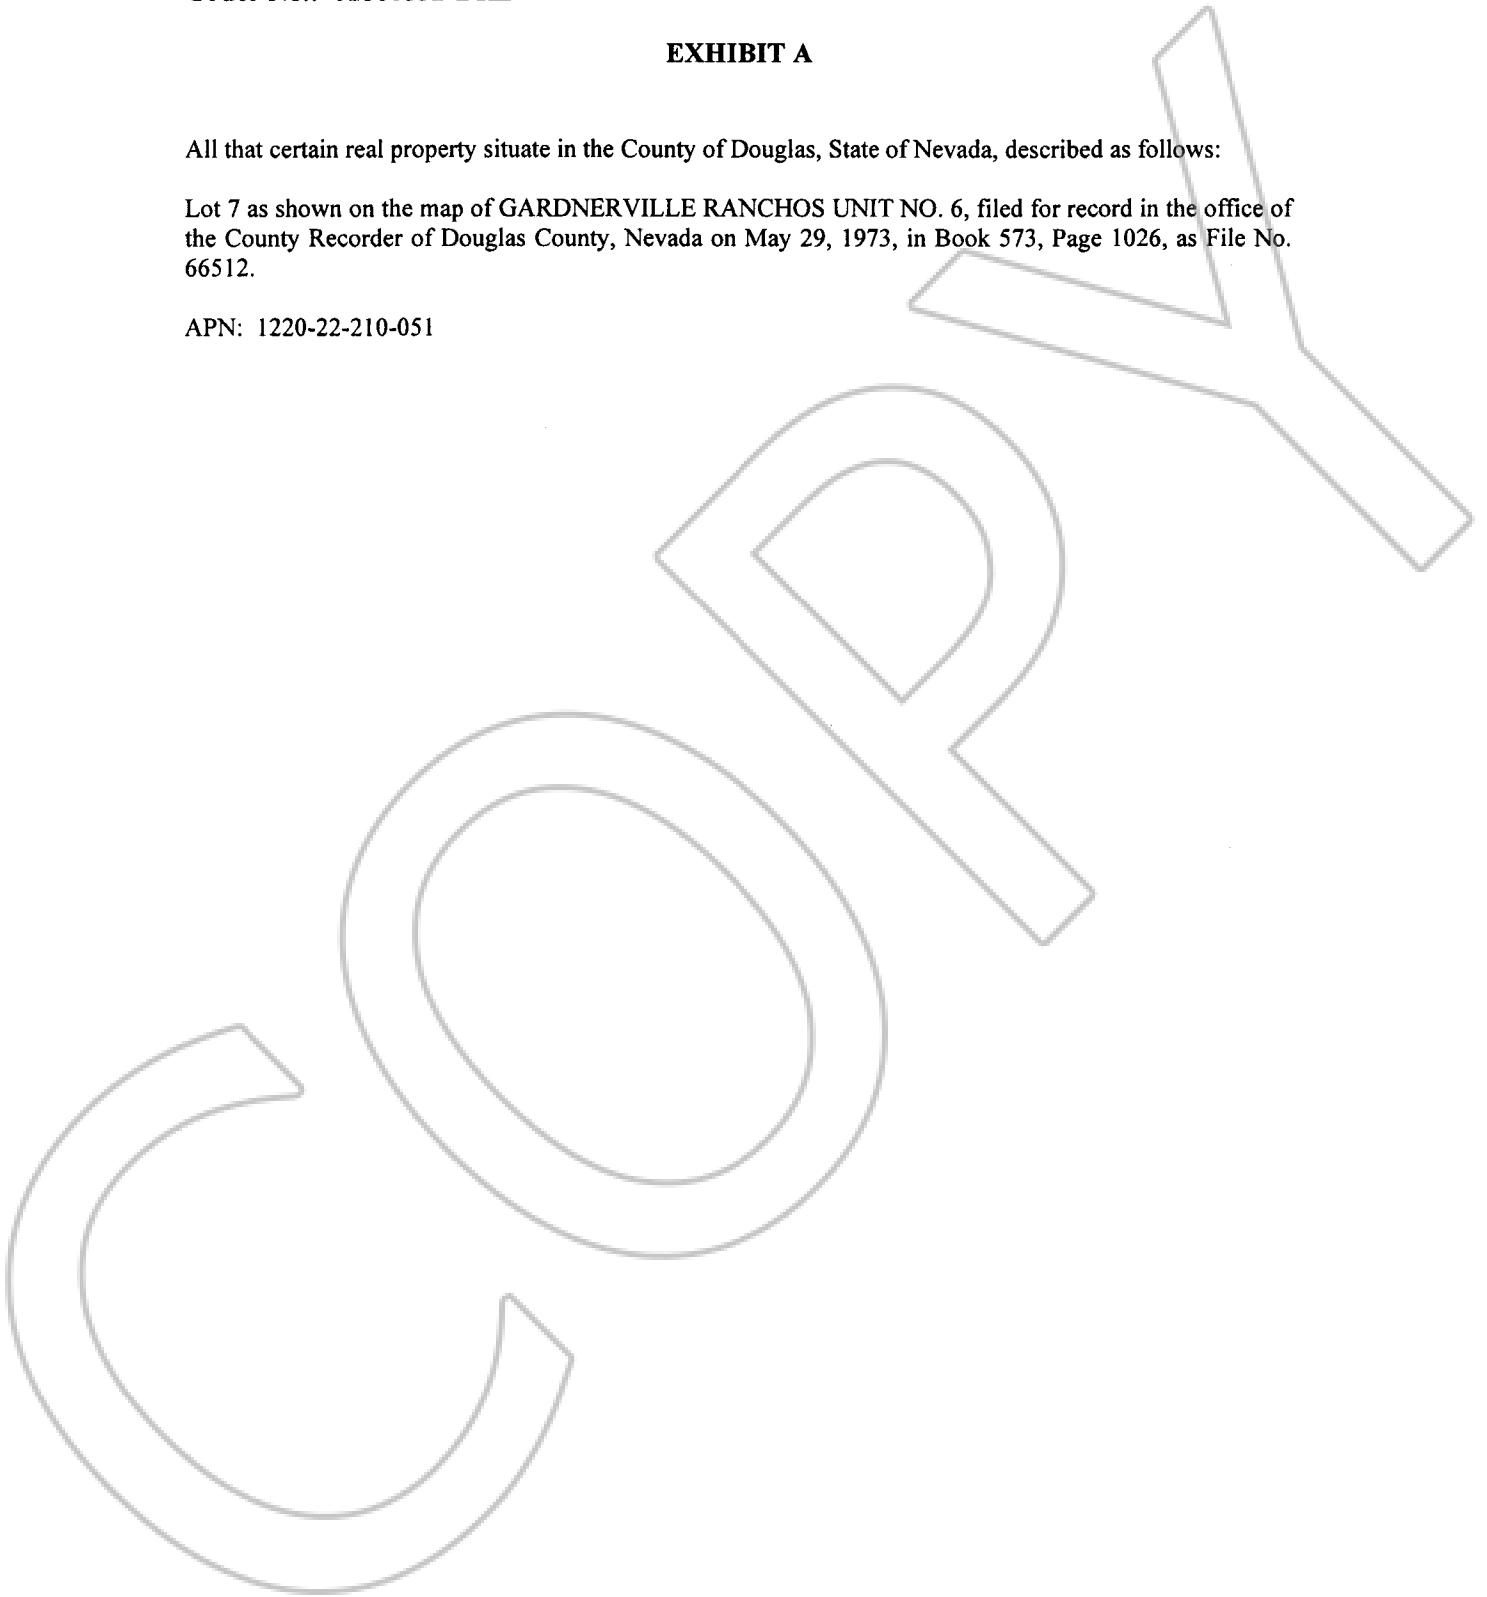 EXHIBIT A
All that certain real property situate in the County of Douglas, State of Nevada, described as follows:
Lot 7 as shown on the map of GARDNERVILLE RANCHOS UNIT NO. 6, filed for record in the office of
the County Recorder of Douglas County, Nevada on May 29, 1973, in Book 573, Page 1026, as File No.
66512.
APN: 1220-22-210-051
COPY